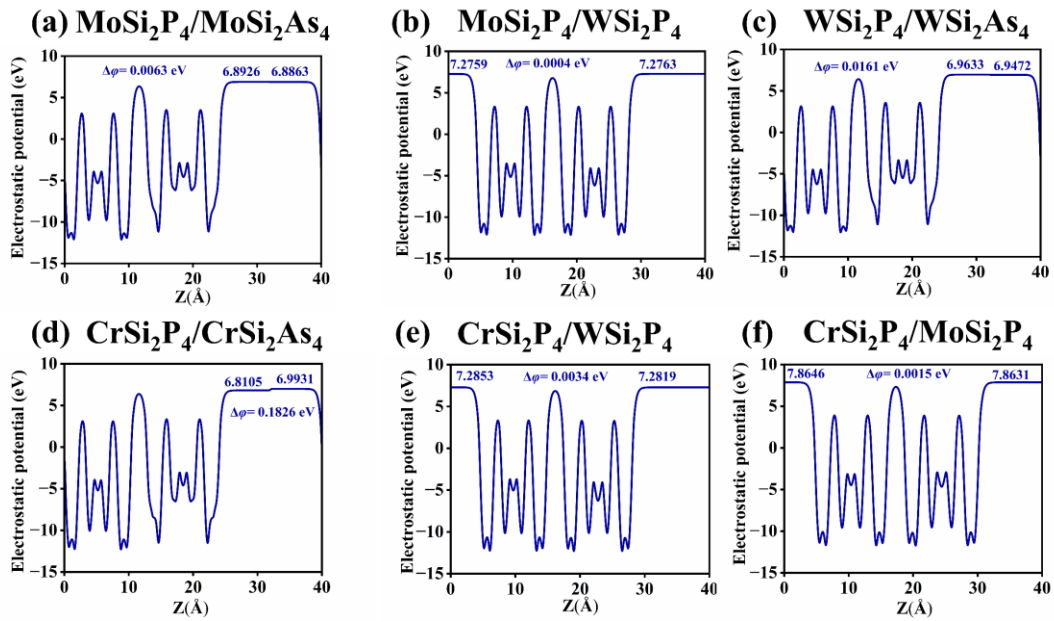 (a) MoSi₂P₄/MoSi₂As₄
Δφ= 0.0063 eV
6.8926 6.8863
Electrostatic potential (eV)
10
5
0
−5
−10
−15
0 10 20 30 40
Z(Å)
(b) MoSi₂P₄/WSi₂P₄
7.2759
Δφ= 0.0004 eV
7.2763
Electrostatic potential (eV)
10
5
0
−5
−10
−15
0 10 20 30 40
Z(Å)
(c) WSi₂P₄/WSi₂As₄
Δφ= 0.0161 eV
6.9633 6.9472
Electrostatic potential (eV)
10
5
0
−5
−10
−15
0 10 20 30 40
Z(Å)
(d) CrSi₂P₄/CrSi₂As₄
6.8105 6.9931
Δφ= 0.1826 eV
Electrostatic potential (eV)
10
5
0
−5
−10
−15
0 10 20 30 40
Z(Å)
(e) CrSi₂P₄/WSi₂P₄
7.2853
Δφ= 0.0034 eV
7.2819
Electrostatic potential (eV)
10
5
0
−5
−10
−15
0 10 20 30 40
Z(Å)
(f) CrSi₂P₄/MoSi₂P₄
7.8646
Δφ= 0.0015 eV
7.8631
Electrostatic potential (eV)
10
5
0
−5
−10
−15
0 10 20 30 40
Z(Å)